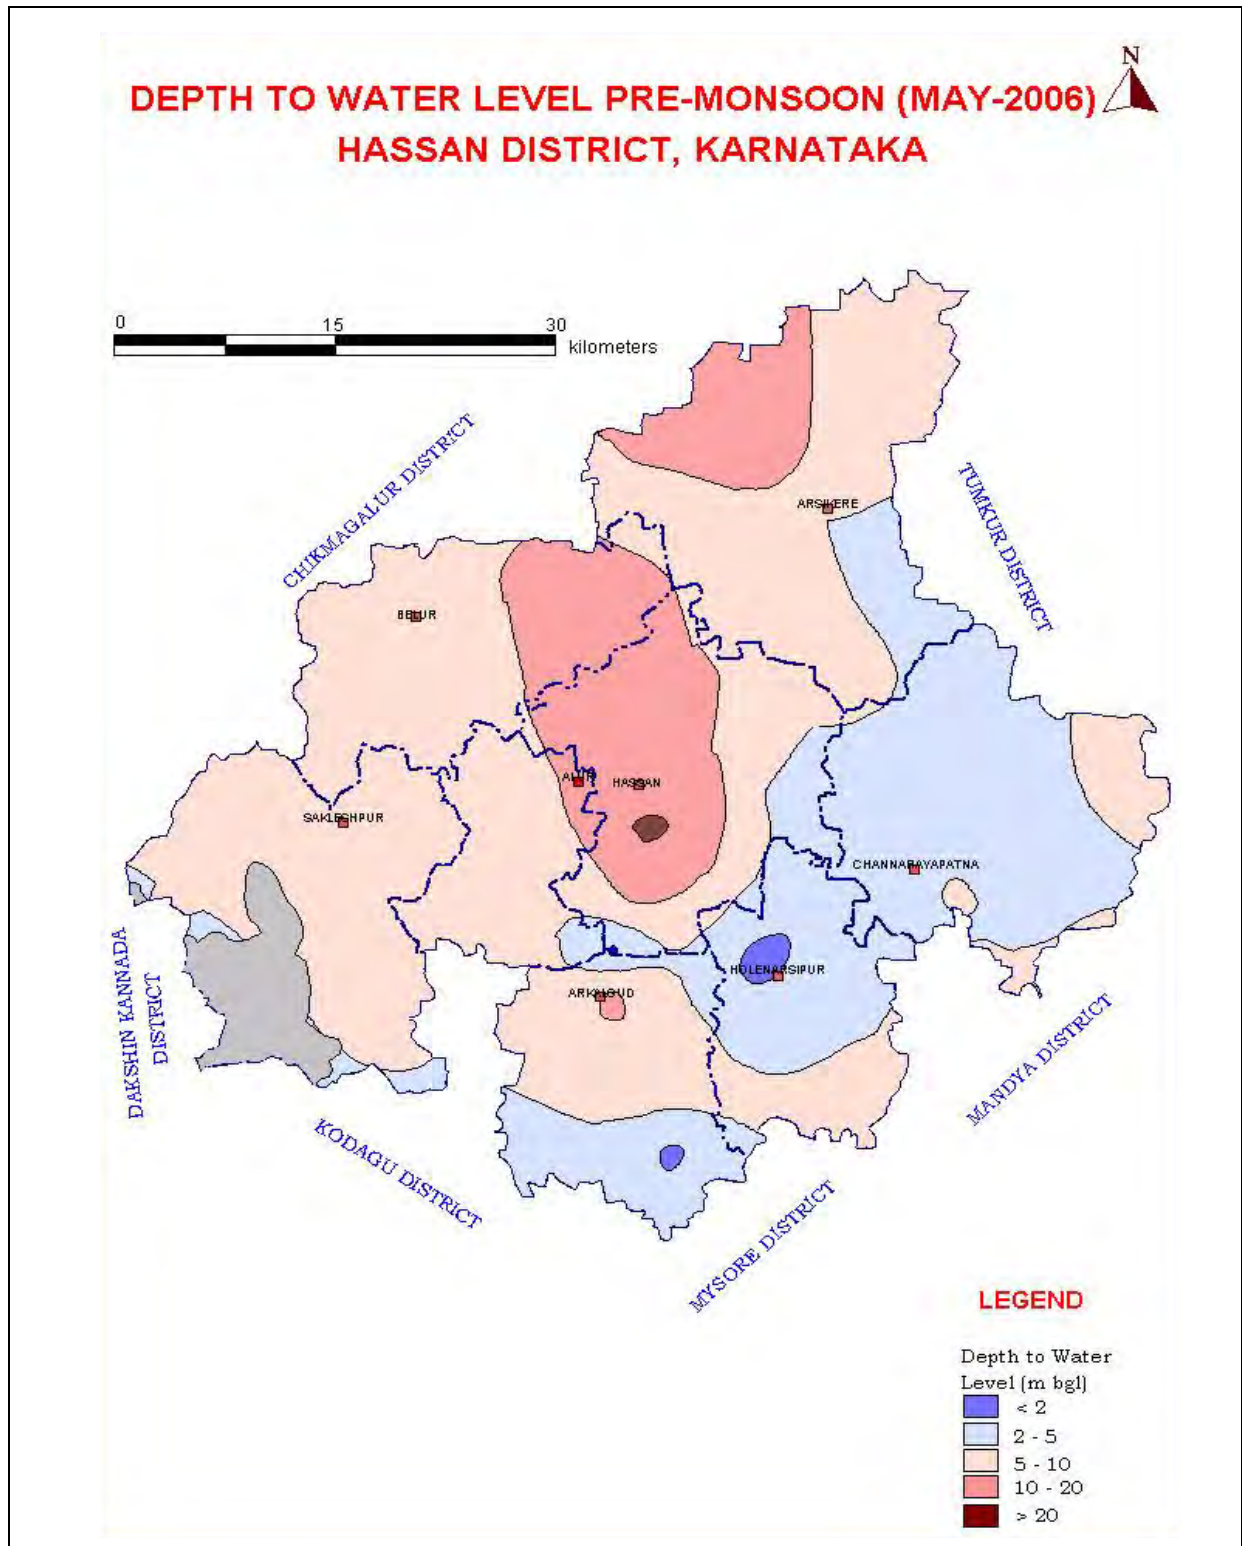 N
DEPTH TO WATER LEVEL PRE-MONSOON (MAY-2006)
HASSAN DISTRICT, KARNATAKA
0 15 30
kilometers
CHIKMAGALUR DISTRICT
TUMKUR DISTRICT
ARSIKERE
BELUR
ALUR
HASSAN
SAKLESHPUR
CHANNARAYAPATNA
HOLENARSIPUR
ARKALGUD
DAKSHIN KANNADA
DISTRICT
KODAGU DISTRICT
MANDYA DISTRICT
MYSORE DISTRICT
LEGEND
Depth to Water
Level (m bgl)
< 2
2 - 5
5 - 10
10 - 20
> 20